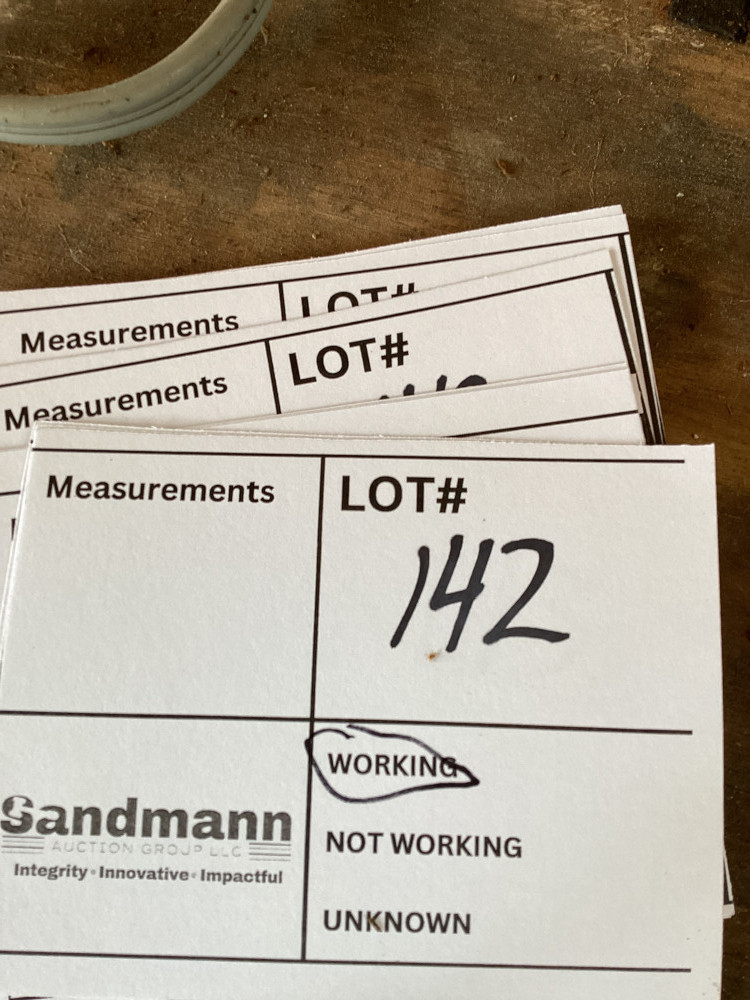 Measurements
LOT#
Measurements
LOT#
Measurements
LOT#
142
WORKING
NOT WORKING
UNKNOWN
Sandmann
AUCTION GROUP LLC
Integrity • Innovative • Impactful